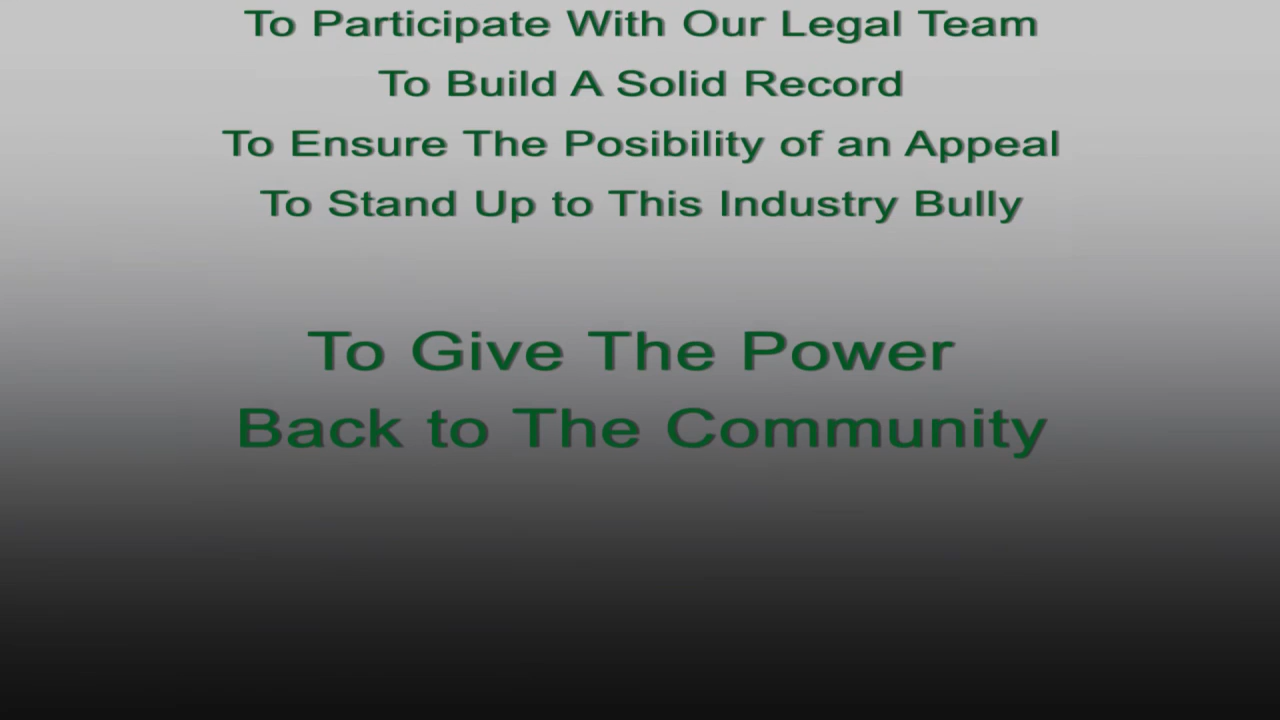 To Participate With Our Legal Team
To Build A Solid Record
To Ensure The Posibility of an Appeal
To Stand Up to This Industry Bully
To Give The Power
Back to The Community